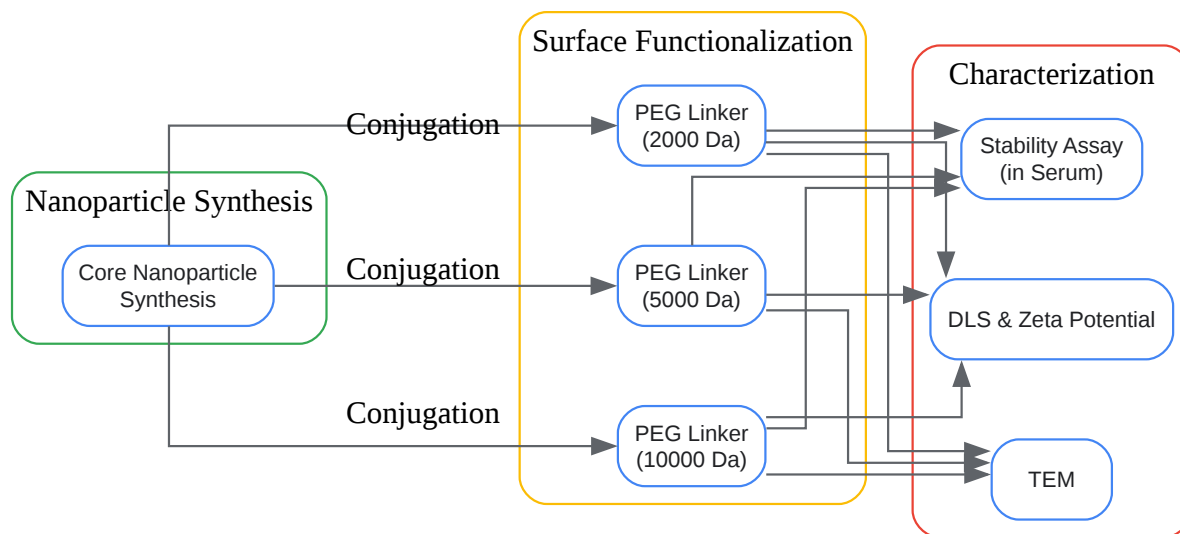 Nanoparticle Synthesis
Core Nanoparticle
Synthesis
Conjugation
Conjugation
Conjugation
Surface Functionalization
PEG Linker
(2000 Da)
PEG Linker
(5000 Da)
PEG Linker
(10000 Da)
Characterization
Stability Assay
(in Serum)
DLS & Zeta Potential
TEM